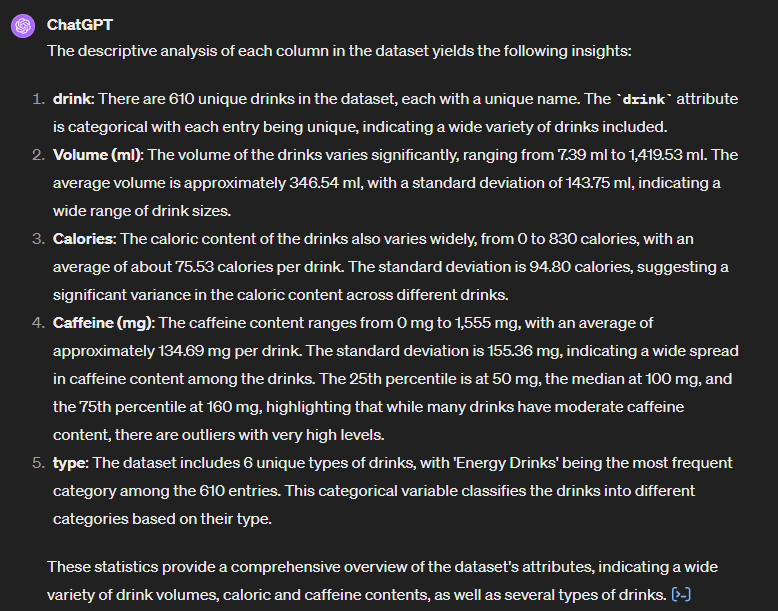 ChatGPT
The descriptive analysis of each column in the dataset yields the following insights:
1. drink: There are 610 unique drinks in the dataset, each with a unique name. The `drink` attribute
is categorical with each entry being unique, indicating a wide variety of drinks included.
2. Volume (ml): The volume of the drinks varies significantly, ranging from 7.39 ml to 1,419.53 ml. The
average volume is approximately 346.54 ml, with a standard deviation of 143.75 ml, indicating a
wide range of drink sizes.
3. Calories: The caloric content of the drinks also varies widely, from 0 to 830 calories, with an
average of about 75.53 calories per drink. The standard deviation is 94.80 calories, suggesting a
significant variance in the caloric content across different drinks.
4. Caffeine (mg): The caffeine content ranges from 0 mg to 1,555 mg, with an average of
approximately 134.69 mg per drink. The standard deviation is 155.36 mg, indicating a wide spread
in caffeine content among the drinks. The 25th percentile is at 50 mg, the median at 100 mg, and
the 75th percentile at 160 mg, highlighting that while many drinks have moderate caffeine
content, there are outliers with very high levels.
5. type: The dataset includes 6 unique types of drinks, with 'Energy Drinks' being the most frequent
category among the 610 entries. This categorical variable classifies the drinks into different
categories based on their type.
These statistics provide a comprehensive overview of the dataset's attributes, indicating a wide
variety of drink volumes, caloric and caffeine contents, as well as several types of drinks. [>-]